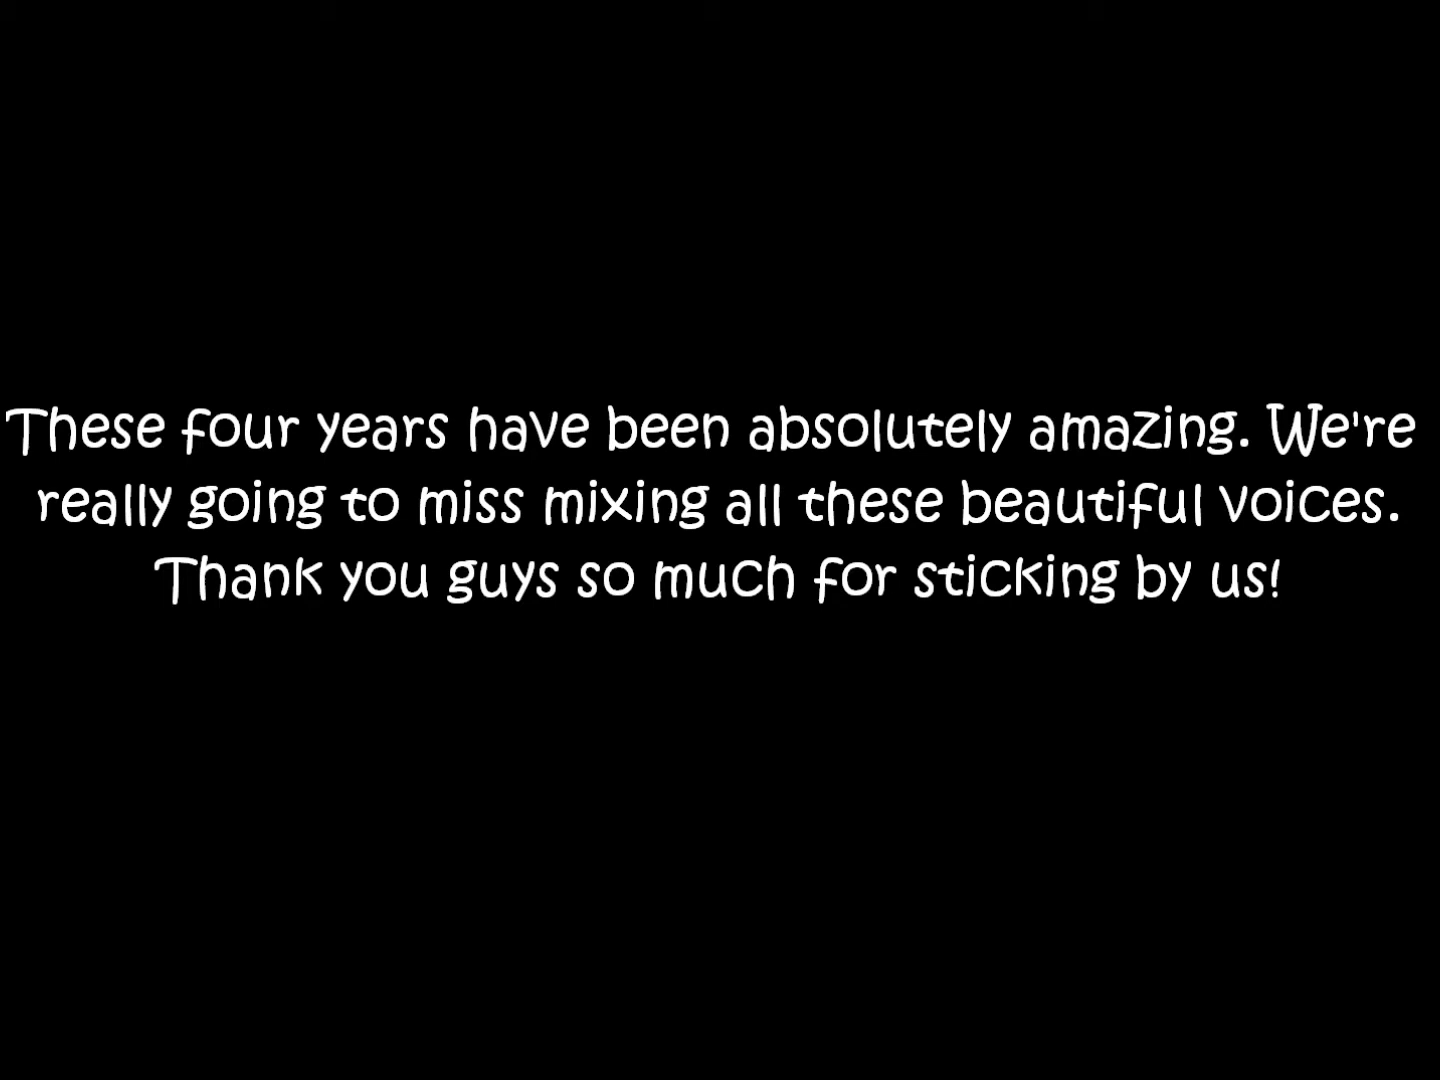 These four years have been absolutely amazing. We're
really going to miss mixing all these beautiful voices.
Thank you guys so much for sticking by us!